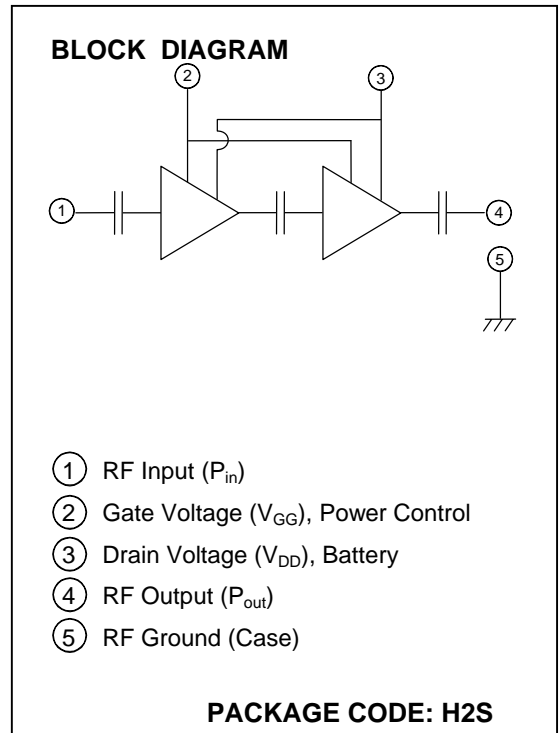 BLOCK DIAGRAM
2
3
1
4
5
1 RF Input (Pin)
2 Gate Voltage (VGG), Power Control
3 Drain Voltage (VDD), Battery
4 RF Output (Pout)
5 RF Ground (Case)
PACKAGE CODE: H2S